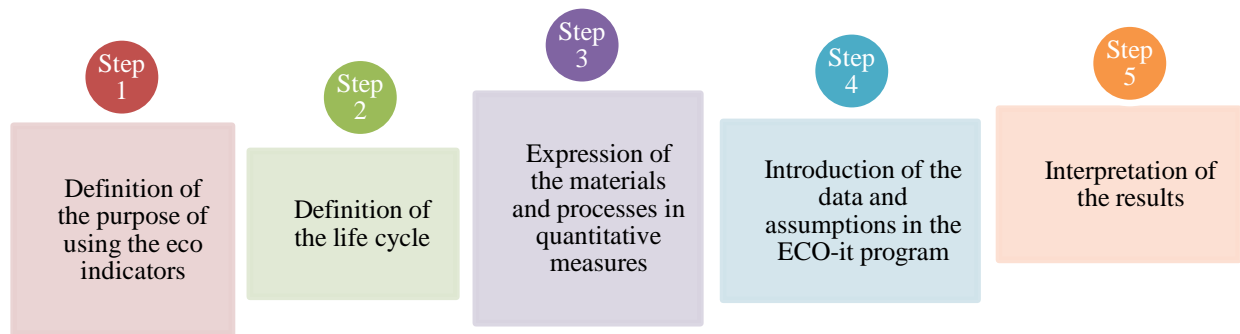 Step
1
Definition of
the purpose of
using the eco
indicators
Step
2
Definition of
the life cycle
Step
3
Expression of
the materials
and processes in
quantitative
measures
Step
4
Introduction of the
data and
assumptions in the
ECO-it program
Step
5
Interpretation of
the results